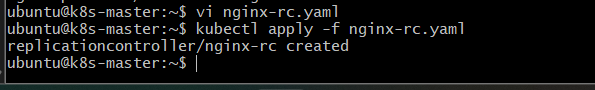 ubuntu@k8s-master:~$ vi nginx-rc.yaml
ubuntu@k8s-master:~$ kubectl apply -f nginx-rc.yaml
replicationcontroller/nginx-rc created
ubuntu@k8s-master:~$